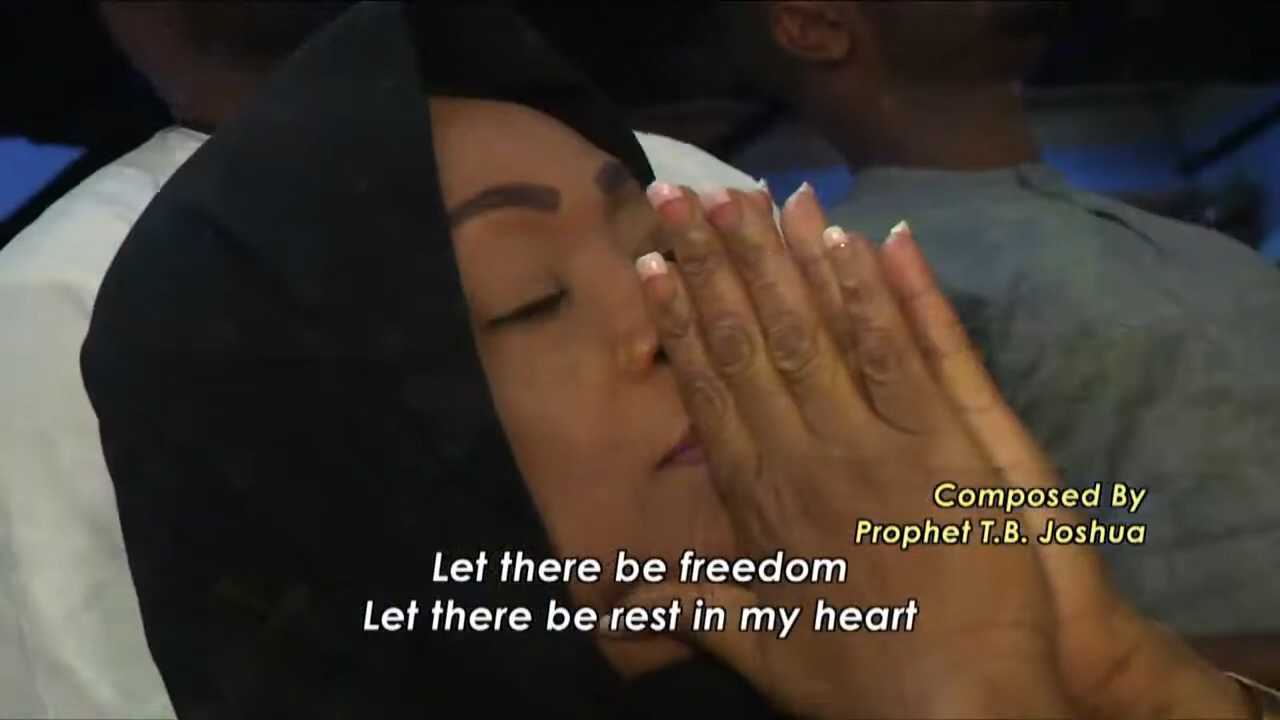 Composed By
Prophet T.B. Joshua
Let there be freedom
Let there be rest in my heart